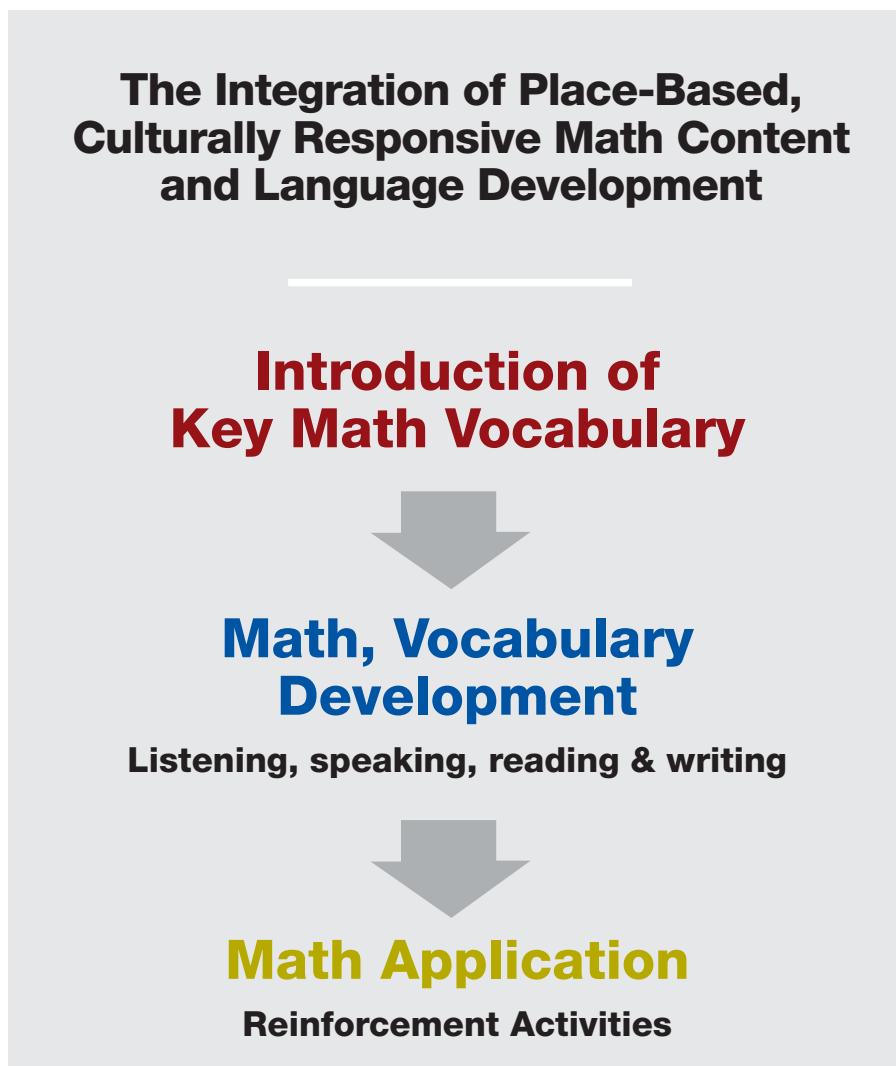 The Integration of Place-Based,
Culturally Responsive Math Content
and Language Development
Introduction of
Key Math Vocabulary
Math, Vocabulary
Development
Listening, speaking, reading & writing
Math Application
Reinforcement Activities